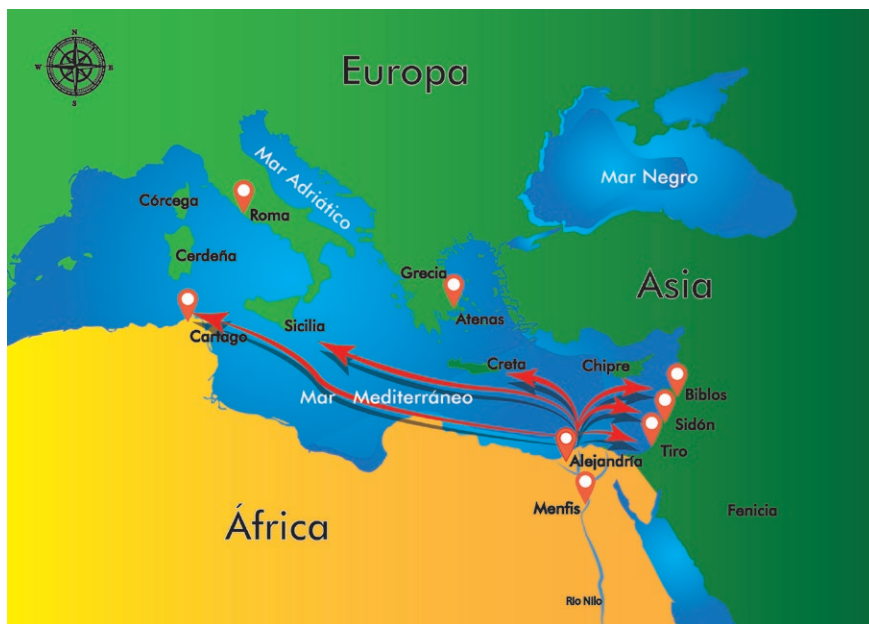 N
W
E
S
Europa
Mar Adriático
Mar Negro
Córcega
Roma
Cerdeña
Grecia
Asia
Atenas
Sicilia
Cartago
Creta
Chipre
Biblos
Mar Mediterráneo
Sidón
Tiro
Alejandría
Menfis
Fenicia
África
Rio Nilo